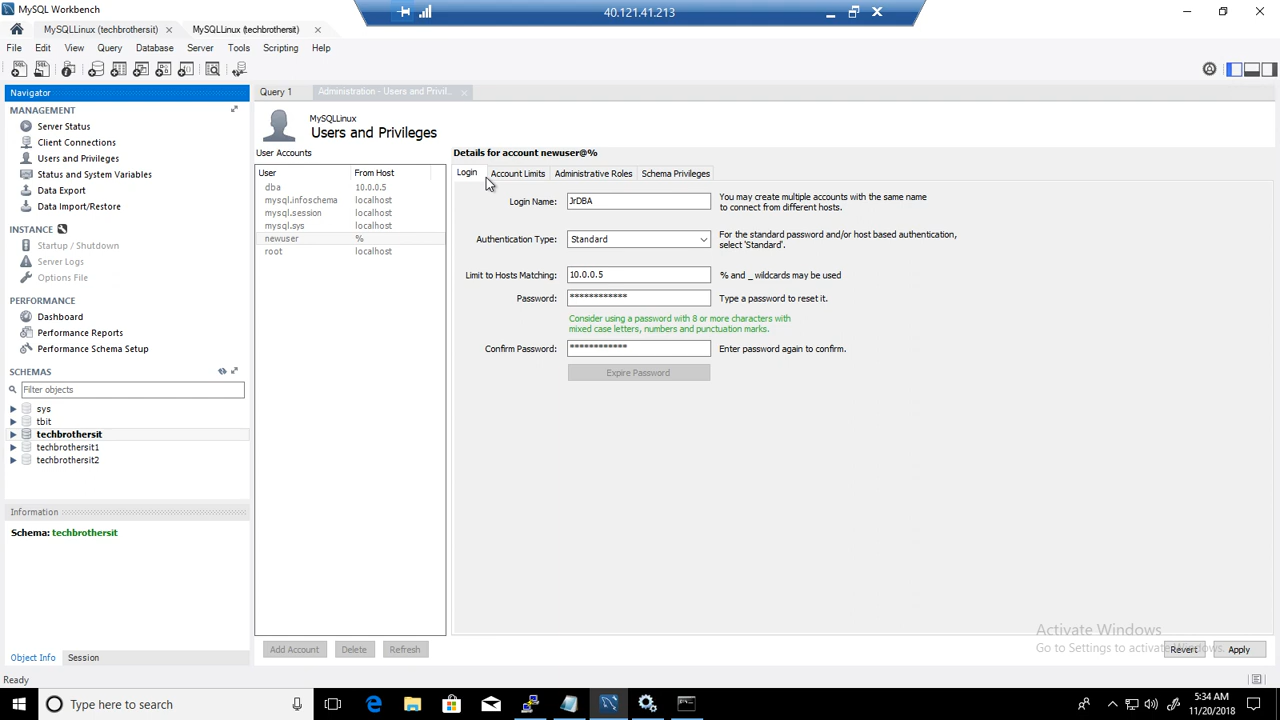 MySQL Workbench
40.121.41.213
MySQLLinux (techbrothersit)
MySQLLinux (techbrothersit)
File Edit View Query Database Server Tools Scripting Help
Navigator
MANAGEMENT
Server Status
Client Connections
Users and Privileges
Status and System Variables
Data Export
Data Import/Restore
INSTANCE
Startup / Shutdown
Server Logs
Options File
PERFORMANCE
Dashboard
Performance Reports
Performance Schema Setup
SCHEMAS
Filter objects
sys
tbit
techbrothersit
techbrothersit1
techbrothersit2
Information
Schema: techbrothersit
Object Info Session
Ready
Query 1
Administration - Users and Privil...
MySQLLinux
Users and Privileges
User Accounts
User From Host
dba 10.0.0.5
mysql.infoschema localhost
mysql.session localhost
mysql.sys localhost
newuser %
root localhost
Add Account Delete Refresh
Details for account newuser@%
Login Account Limits Administrative Roles Schema Privileges
Login Name: JrDBA You may create multiple accounts with the same name
to connect from different hosts.
Authentication Type: Standard For the standard password and/or host based authentication,
select 'Standard'.
Limit to Hosts Matching: 10.0.0.5 % and _ wildcards may be used
Password: ************ Type a password to reset it.
Consider using a password with 8 or more characters with
mixed case letters, numbers and punctuation marks.
Confirm Password: ************ Enter password again to confirm.
Expire Password
Activate Windows
Go to Settings to activate Windows.
Revert Apply
Type here to search
5:34 AM
11/20/2018